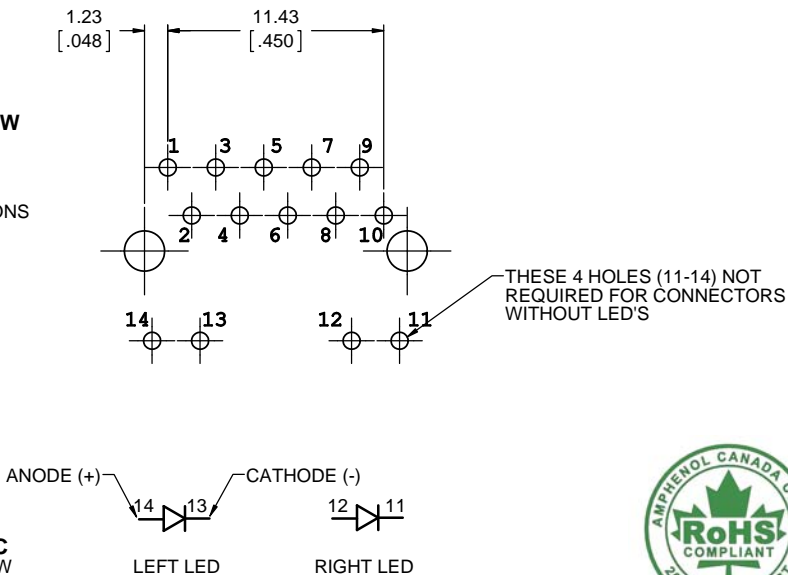 1.23
[.048]
11.43
[.450]
W
1 3 5 7 9
ONS
2 4 6 8 10
THESE 4 HOLES (11-14) NOT
REQUIRED FOR CONNECTORS
WITHOUT LED'S
14 13 12 11
ANODE (+) CATHODE (-)
14 13 12 11
C
W
LEFT LED RIGHT LED
AMPHENOL CANADA C
RoHS
COMPLIANT